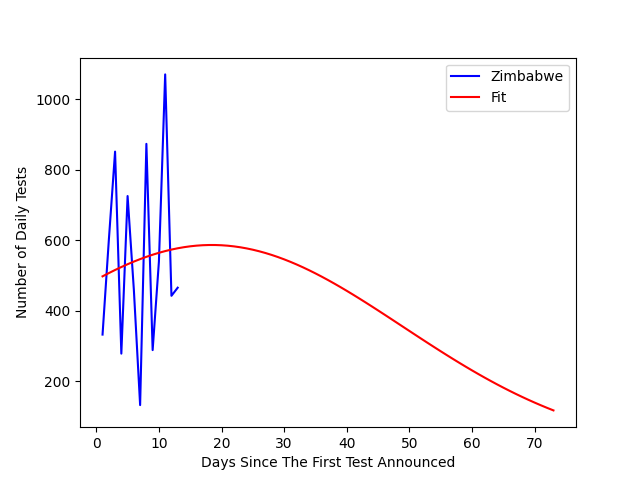 Zimbabwe
Fit
1000
800
600
400
200
Number of Daily Tests
0 10 20 30 40 50 60 70
Days Since The First Test Announced